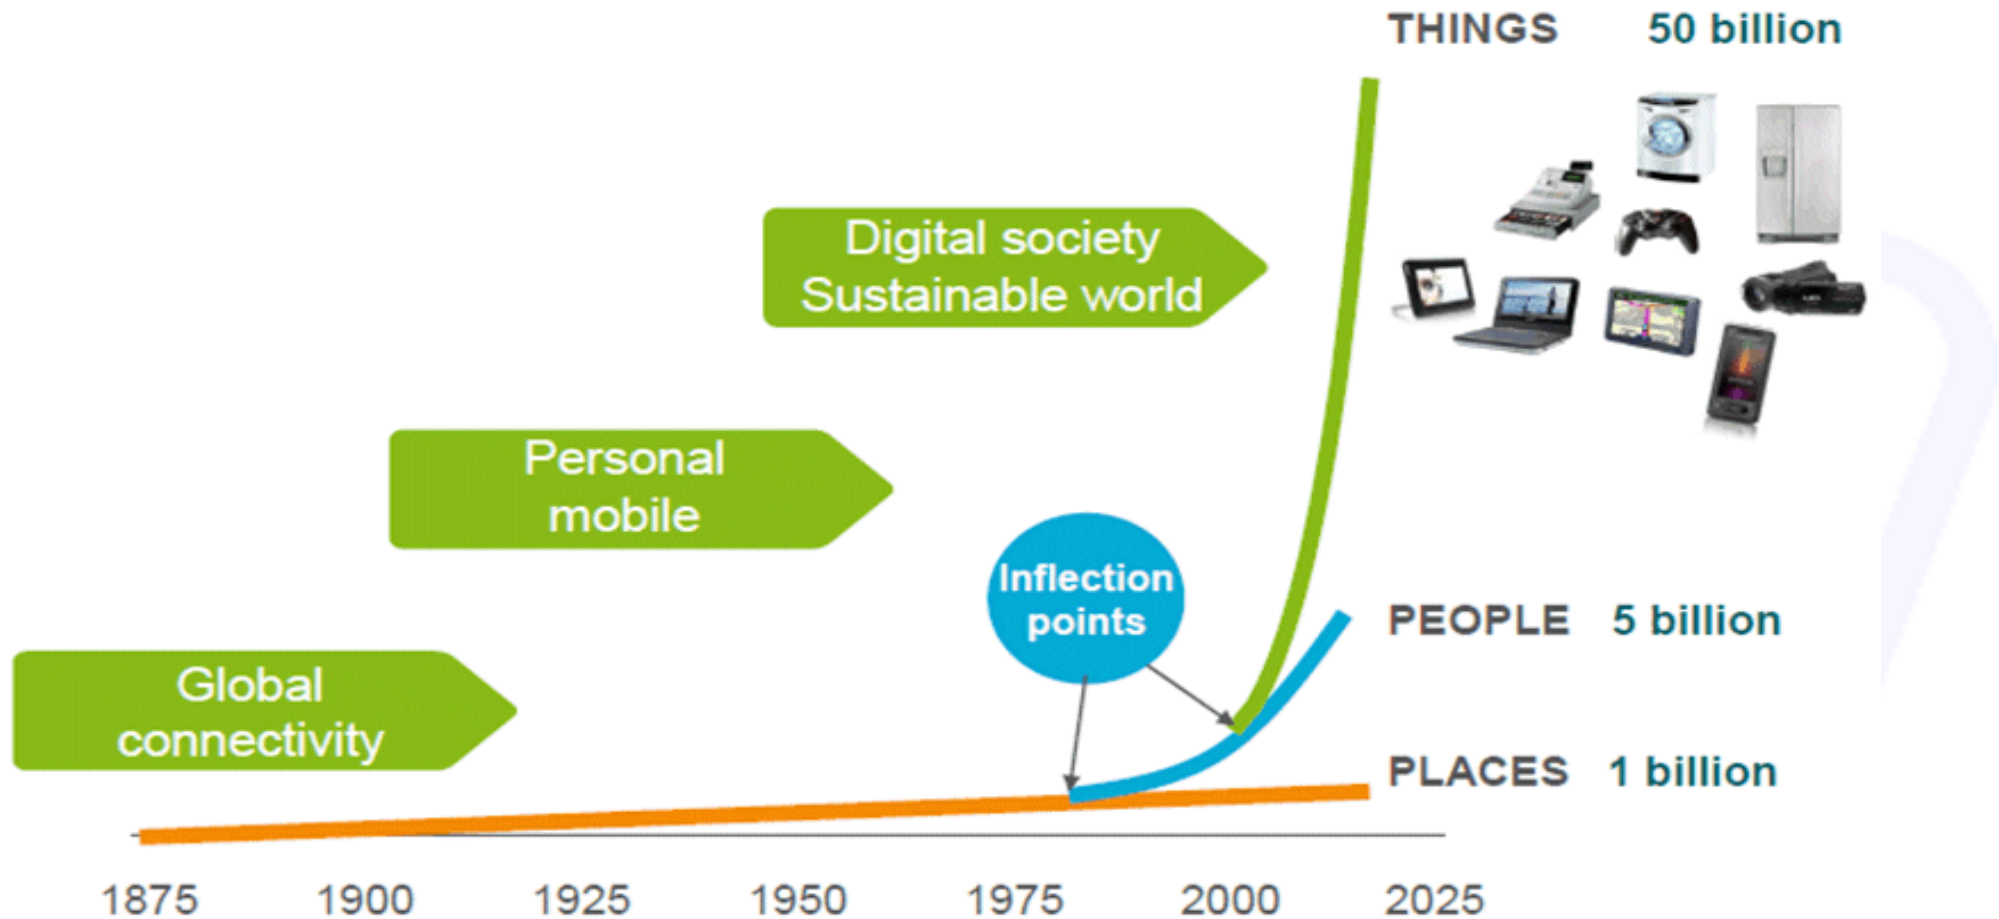 THINGS 50 billion
Digital society
Sustainable world
Personal
mobile
Inflection
points
PEOPLE 5 billion
Global
connectivity
PLACES 1 billion
1875 1900 1925 1950 1975 2000 2025